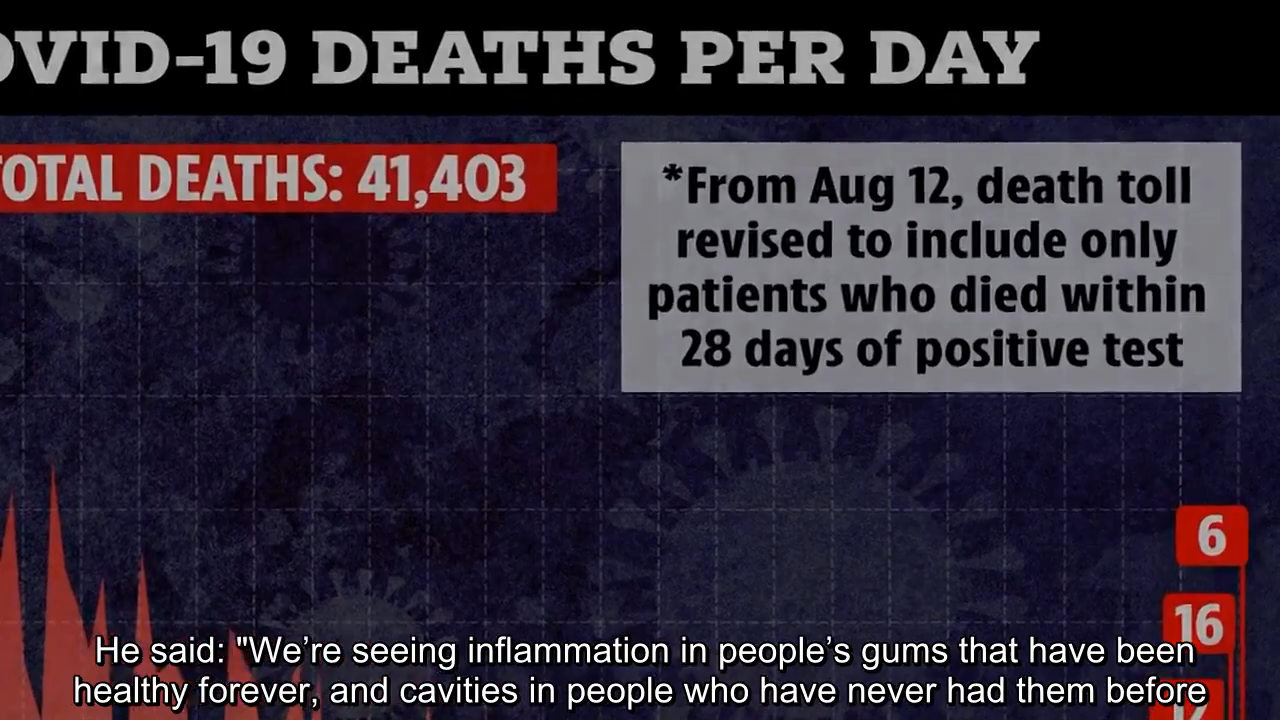 OVID-19 DEATHS PER DAY
TOTAL DEATHS: 41,403
*From Aug 12, death toll
revised to include only
patients who died within
28 days of positive test
6
16
He said: "We’re seeing inflammation in people’s gums that have been
healthy forever, and cavities in people who have never had them before